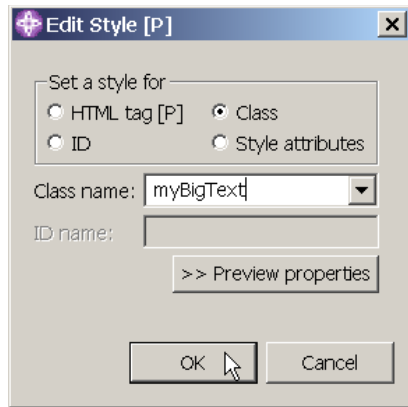 Edit Style [P]
Set a style for
HTML tag [P] Class
ID Style attributes
Class name: myBigText
ID name:
>> Preview properties
OK Cancel